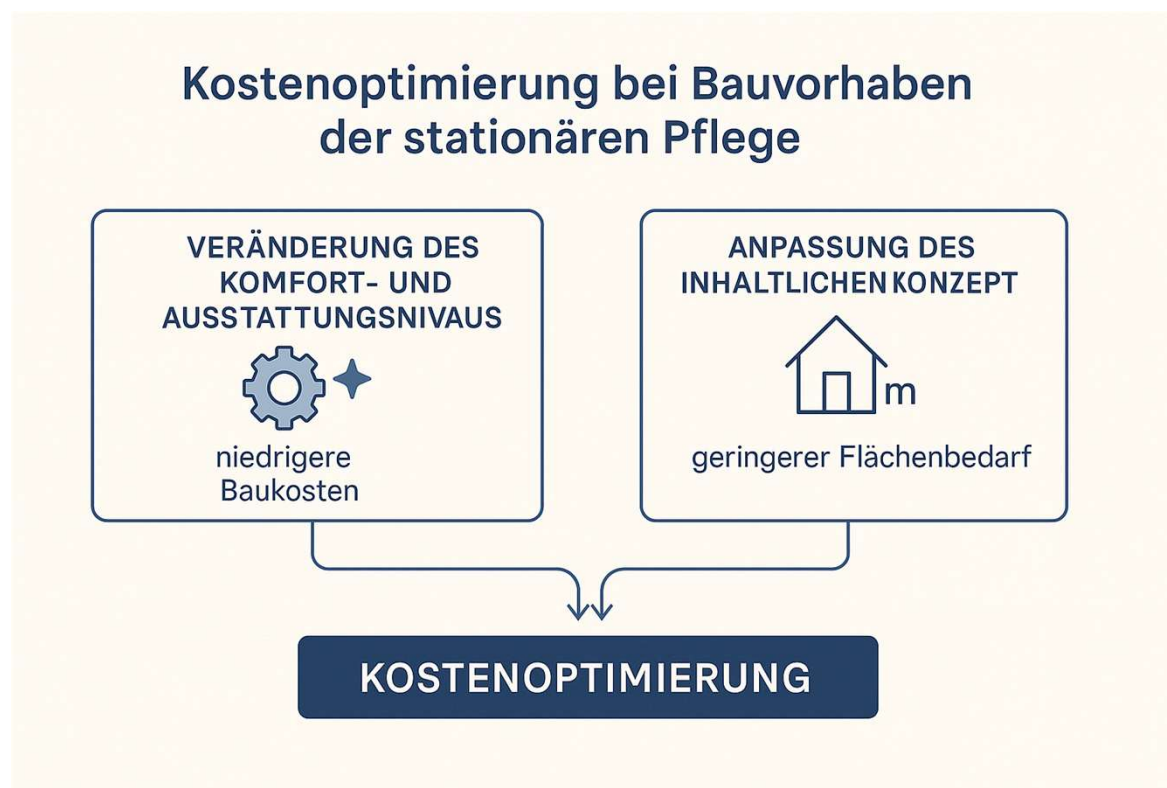 Kostenoptimierung bei Bauvorhaben
der stationären Pflege
VERÄNDERUNG DES
KOMFORT- UND
AUSSTATTUNGSNIVAUS
niedrigere
Baukosten
ANPASSUNG DES
INHALTLICHEN KONZEPT
m
geringerer Flächenbedarf
KOSTENOPTIMIERUNG